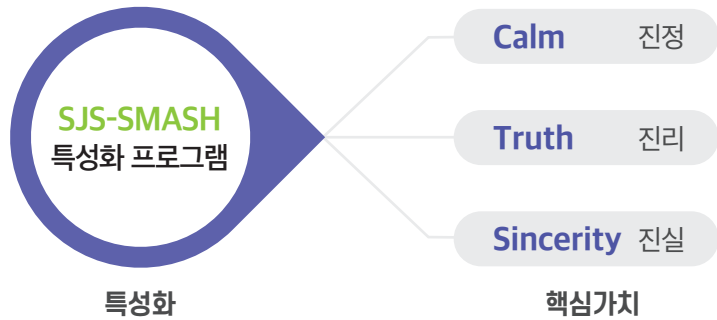 SJS-SMASH
특성화 프로그램
Calm 진정
Truth 진리
Sincerity 진실
특성화
핵심가치